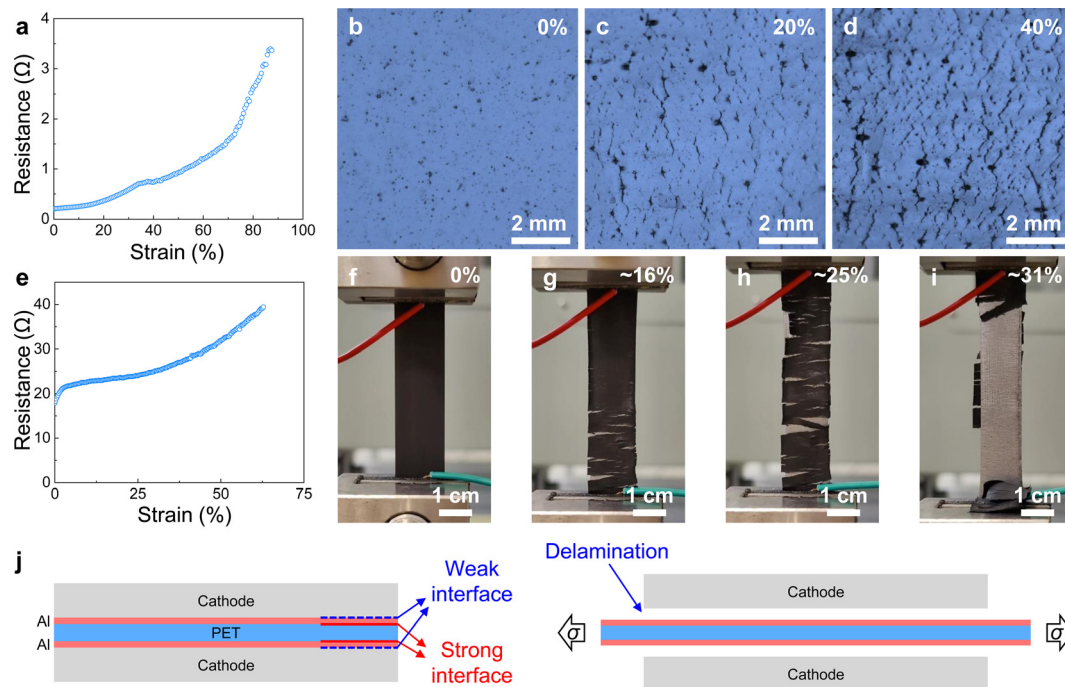 a
4
3
2
1
0
Resistance (Ω)
0 20 40 60 80 100
Strain (%)
b
0%
2 mm
c
20%
2 mm
d
40%
2 mm
e
40
30
20
10
0
Resistance (Ω)
0 25 50 75
Strain (%)
f
0%
1 cm
g
~16%
1 cm
h
~25%
1 cm
i
~31%
1 cm
j
Cathode
Al
PET
Al
Cathode
Weak
interface
Strong
interface
Delamination
Cathode
σ
σ
Cathode